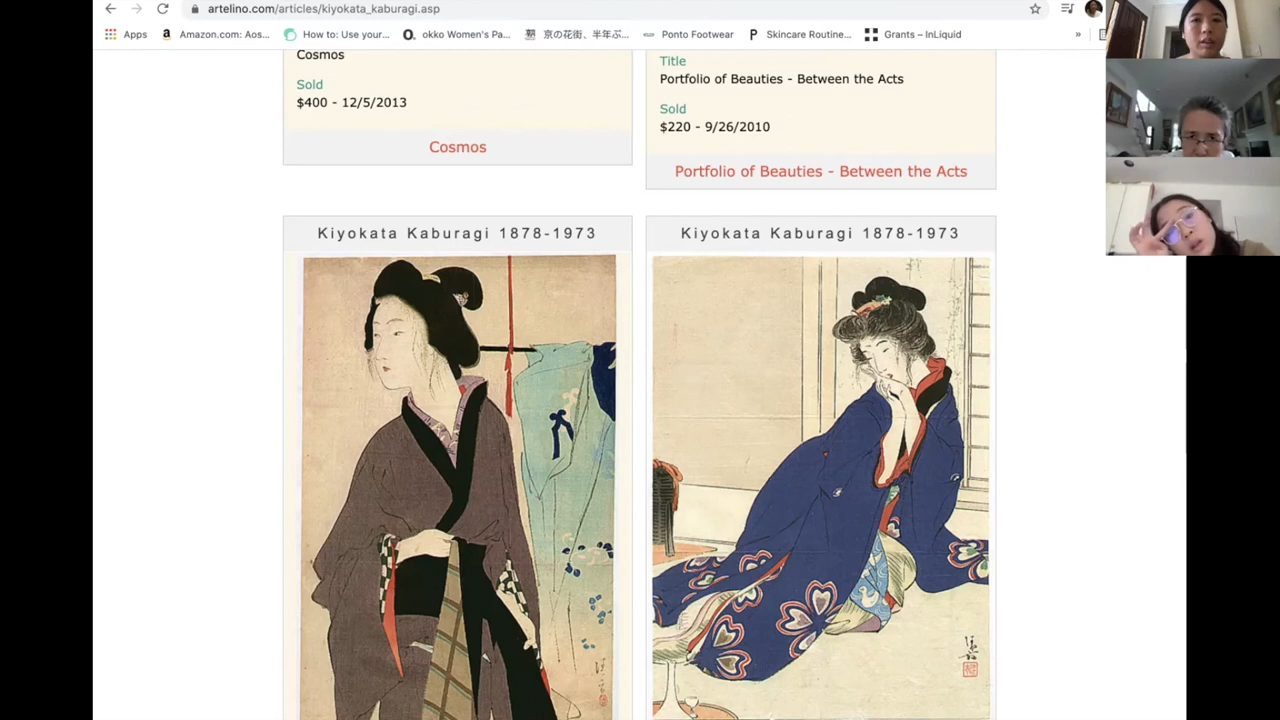 artelino.com/articles/kiyokata_kaburagi.asp
Apps
Amazon.com: Aos...
How to: Use your...
okko Women's Pa...
京の花街、半年ぶ...
Ponto Footwear
Skincare Routine...
Grants – InLiquid
»
Cosmos
Sold
$400 - 12/5/2013
Cosmos
Title
Portfolio of Beauties - Between the Acts
Sold
$220 - 9/26/2010
Portfolio of Beauties - Between the Acts
Kiyokata Kaburagi 1878-1973
Kiyokata Kaburagi 1878-1973